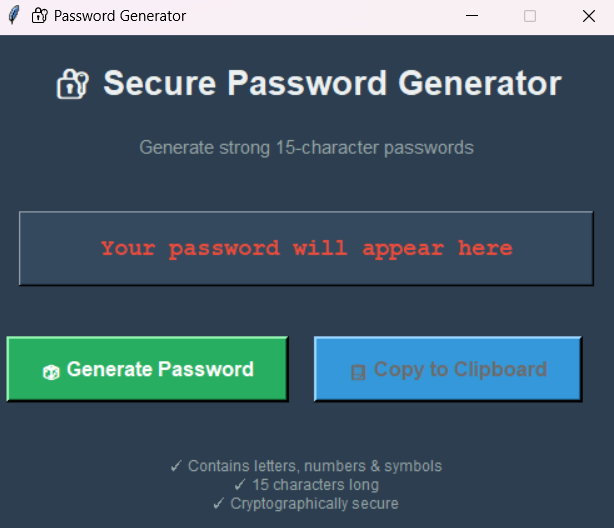 Password Generator
Secure Password Generator
Generate strong 15-character passwords
Your password will appear here
Generate Password
Copy to Clipboard
✓ Contains letters, numbers & symbols
✓ 15 characters long
✓ Cryptographically secure